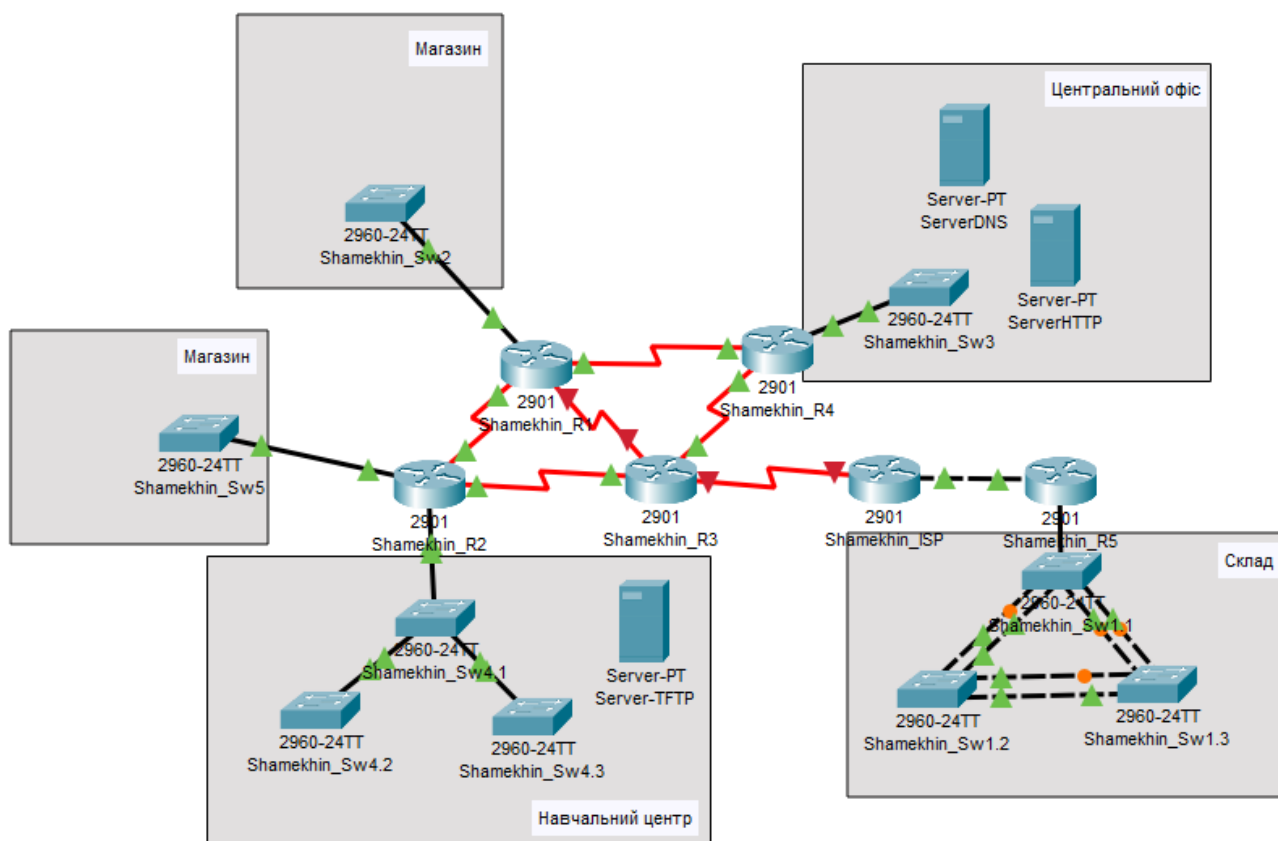 Магазин
2960-24TT
Shamekhin_Sw2
Центральний офіс
Server-PT
ServerDNS
Server-PT
ServerHTTP
2960-24TT
Shamekhin_Sw3
2901
Shamekhin_R4
2901
Shamekhin_R1
Магазин
2960-24TT
Shamekhin_Sw5
2901
Shamekhin_R2
2901
Shamekhin_R3
2901
Shamekhin_ISP
2901
Shamekhin_R5
Склад
2960-24TT
Shamekhin_Sw1.1
2960-24TT
Shamekhin_Sw1.2
2960-24TT
Shamekhin_Sw1.3
2960-24TT
Shamekhin_Sw4.1
Server-PT
Server-TFTP
2960-24TT
Shamekhin_Sw4.2
2960-24TT
Shamekhin_Sw4.3
Навчальний центр